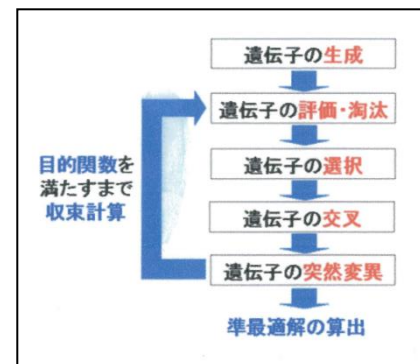 遺伝子の生成
遺伝子の評価・淘汰
遺伝子の選択
遺伝子の交叉
遺伝子の突然変異
目的関数を
満たすまで
収束計算
準最適解の算出